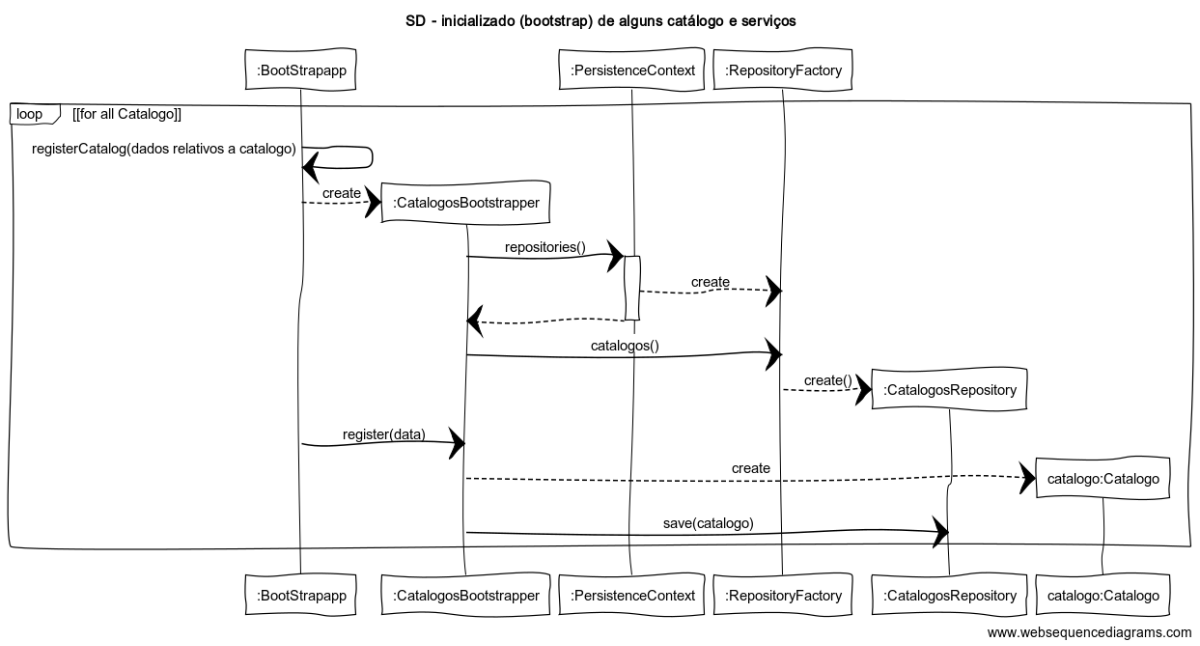 SD - inicializado (bootstrap) de alguns catálogo e serviços
:BootStrapapp
:PersistenceContext
:RepositoryFactory
loop
[[for all Catalogo]]
registerCatalog(dados relativos a catalogo)
create
:CatalogosBootstrapper
repositories()
create
catalogos()
create()
:CatalogosRepository
register(data)
create
catalogo:Catalogo
save(catalogo)
:BootStrapapp
:CatalogosBootstrapper
:PersistenceContext
:RepositoryFactory
:CatalogosRepository
catalogo:Catalogo
www.websequencediagrams.com